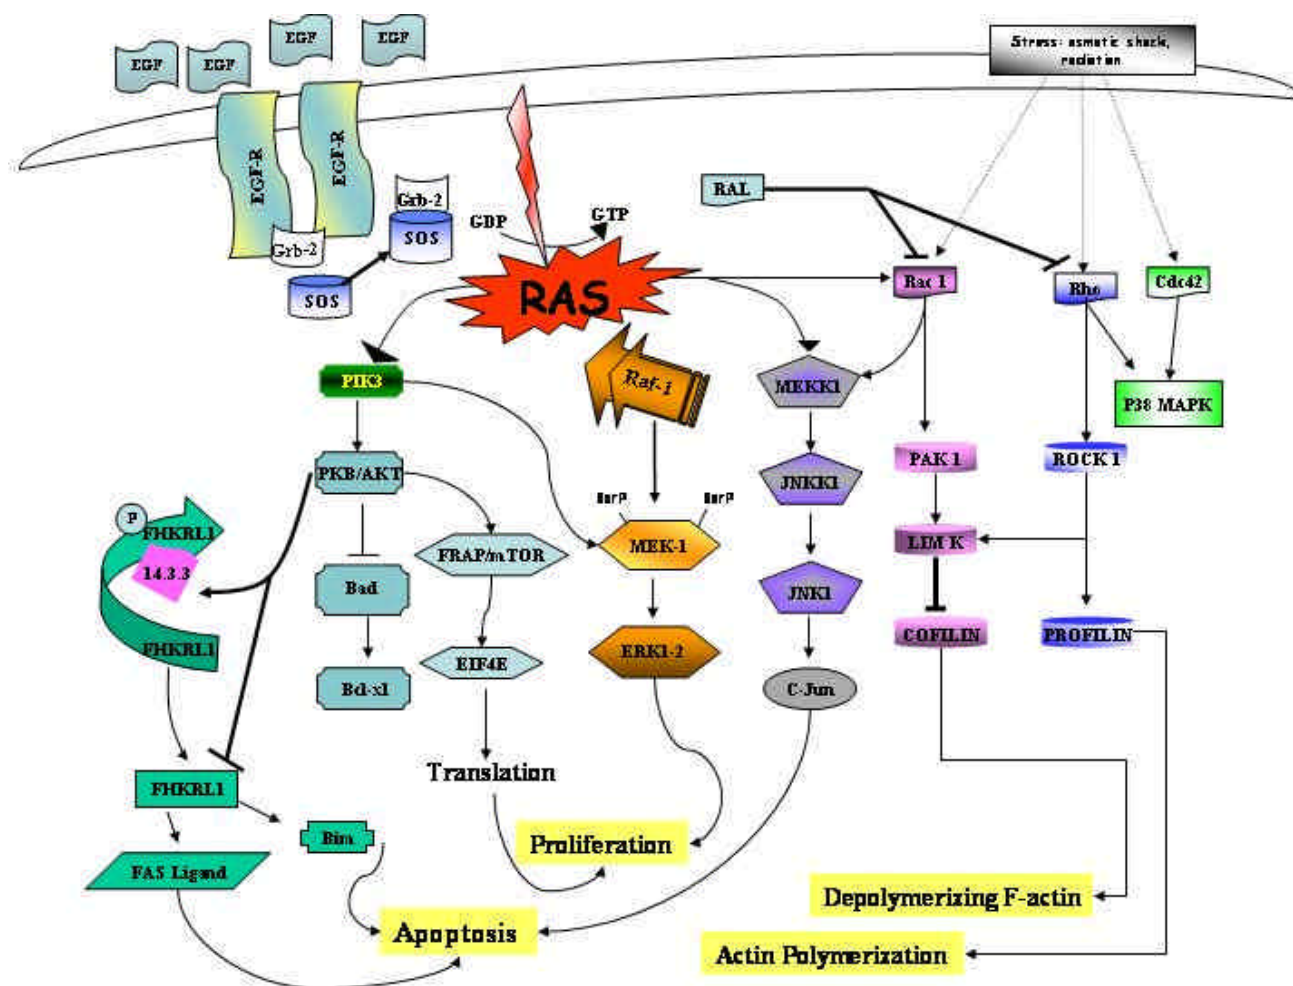 EGF
EGF
EGF
EGF
Stress: osmotic shock,
radiation
EGF-R
EGF-R
Grb-2
SOS
Grb-2
SOS
GDP
GTP
RAL
RAS
Rac 1
Rho
Cdc42
PIK3
Raf-1
MEKK1
P38 MAPK
PKB/AKT
JNKK1
PAK 1
ROCK 1
P
FHKRL1
14.3.3
SerP
SerP
FRAP/mTOR
MEK-1
LIM K
Bad
JNK1
FHKRL1
EIF4E
ERK1-2
COFILIN
PROFILIN
Bcl-xl
C-Jun
Translation
FHKRL1
Bim
Proliferation
FAS Ligand
Depolymerizing F-actin
Apoptosis
Actin Polymerization